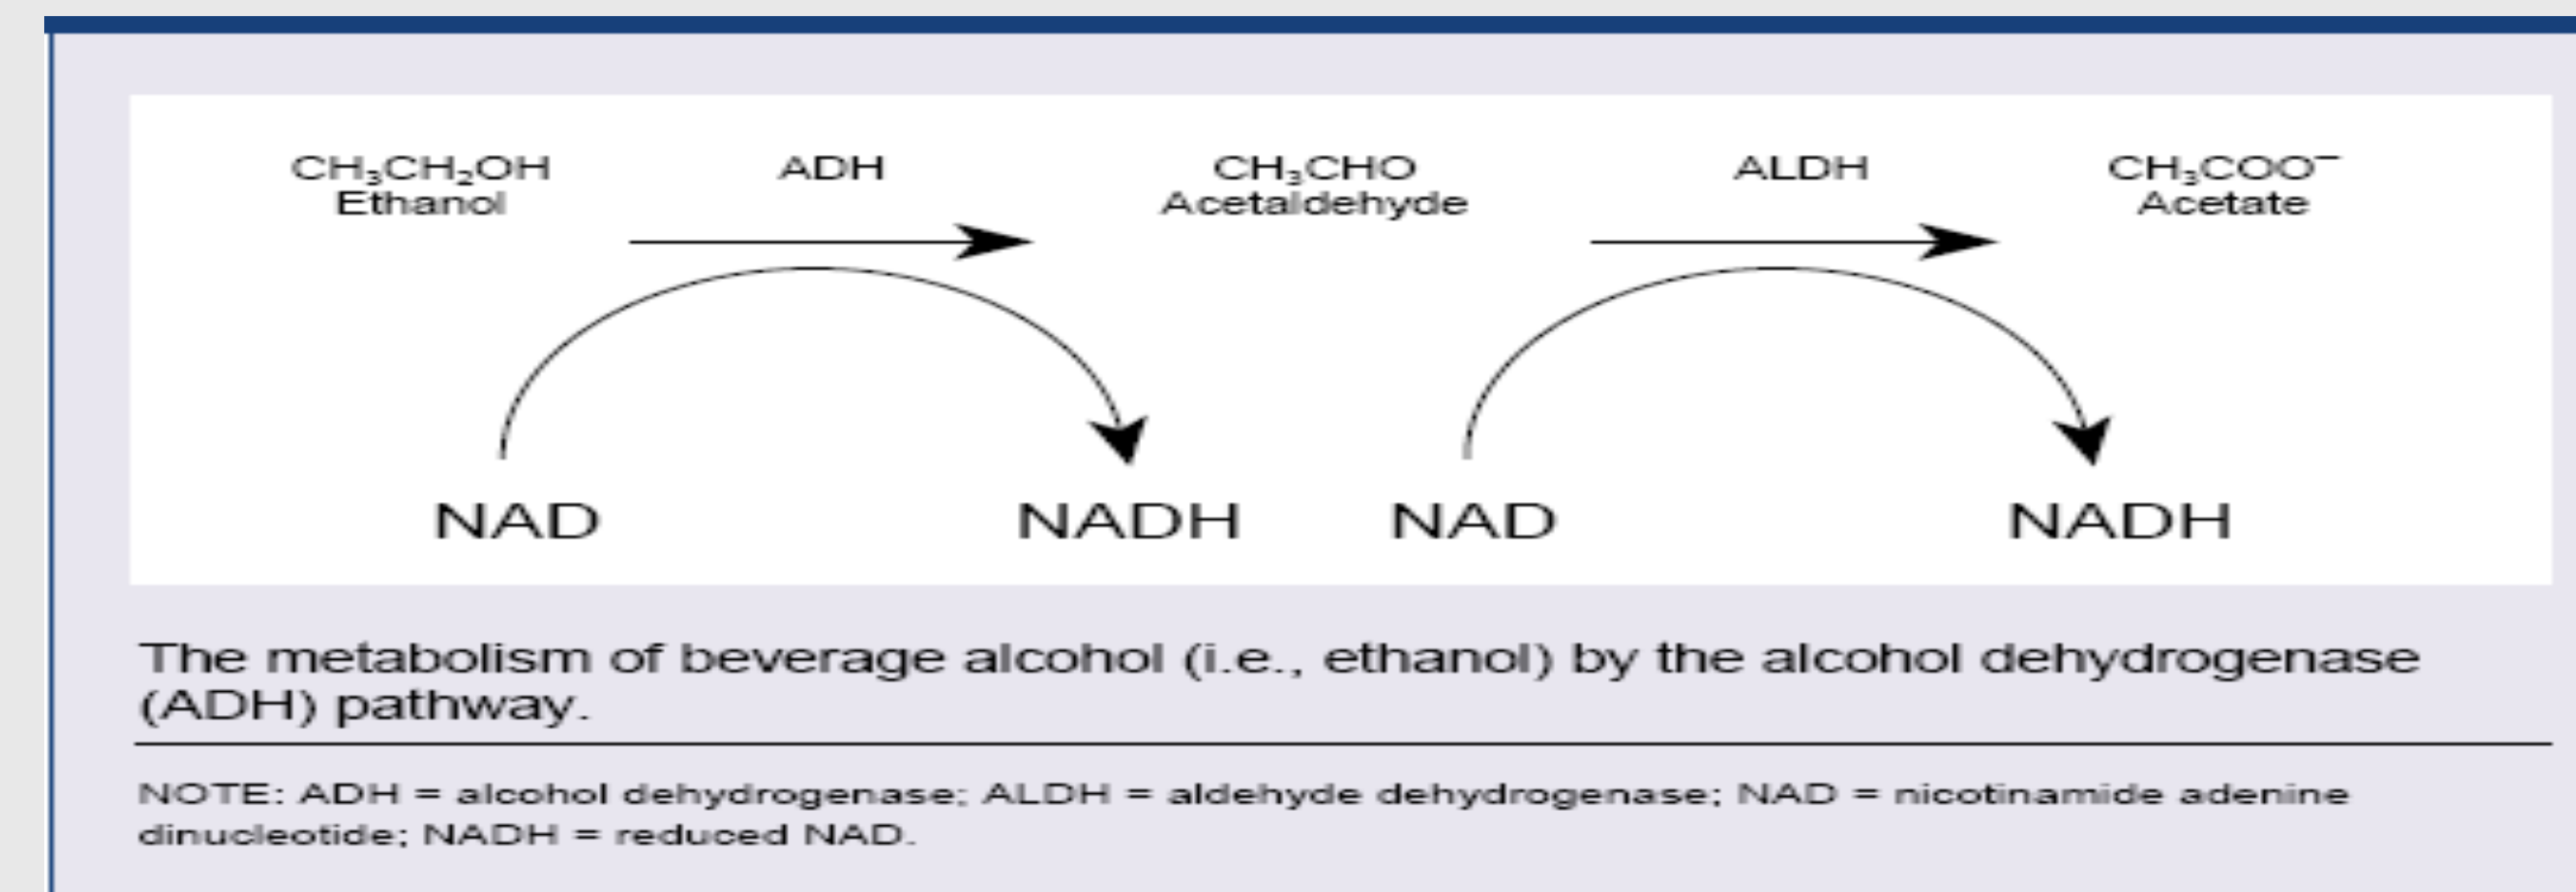 CH₃CH₂OH ADH CH₃CHO ALDH CH₃COO⁻
Ethanol Acetaldehyde Acetate
NAD NADH NAD NADH
The metabolism of beverage alcohol (i.e., ethanol) by the alcohol dehydrogenase
(ADH) pathway.
NOTE: ADH = alcohol dehydrogenase; ALDH = aldehyde dehydrogenase; NAD = nicotinamide adenine
dinucleotide; NADH = reduced NAD.